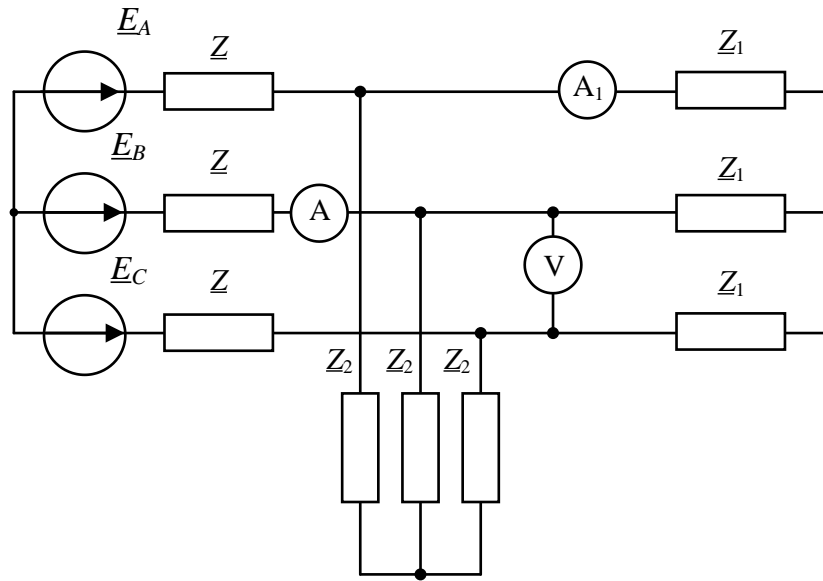 E_A Z Z₁
A₁
E_B Z Z₁
A
E_C Z V Z₁
Z₂ Z₂ Z₂